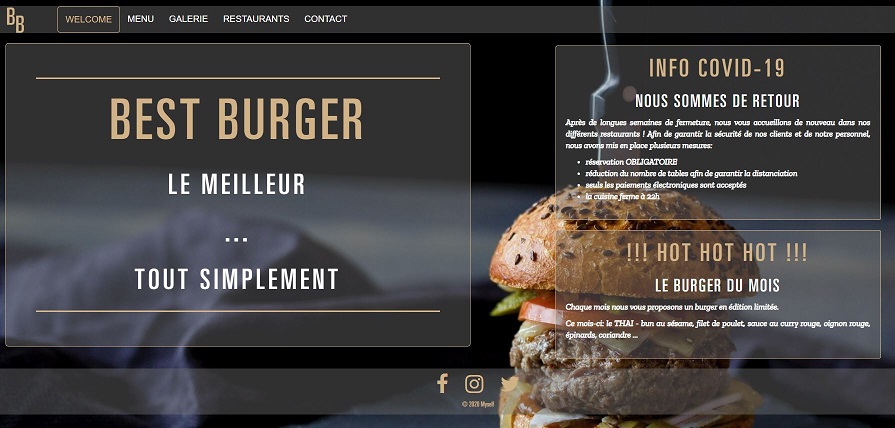 BB
WELCOME MENU GALERIE RESTAURANTS CONTACT
BEST BURGER
LE MEILLEUR
...
TOUT SIMPLEMENT
INFO COVID-19
NOUS SOMMES DE RETOUR
Après de longues semaines de fermeture, nous vous accueillons de nouveau dans nos
différents restaurants ! Afin de garantir la sécurité de nos clients et de notre personnel,
nous avons mis en place plusieurs mesures:
• réservation OBLIGATOIRE
• réduction du nombre de tables afin de garantir la distanciation
• seuls les paiements électroniques sont acceptés
• la cuisine ferme à 22h
!!! HOT HOT HOT !!!
LE BURGER DU MOIS
Chaque mois nous vous proposons un burger en édition limitée.
Ce mois-ci: le THAI - bun au sésame, filet de poulet, sauce au curry rouge, oignon rouge,
épinards, coriandre ...
© 2020 Myself